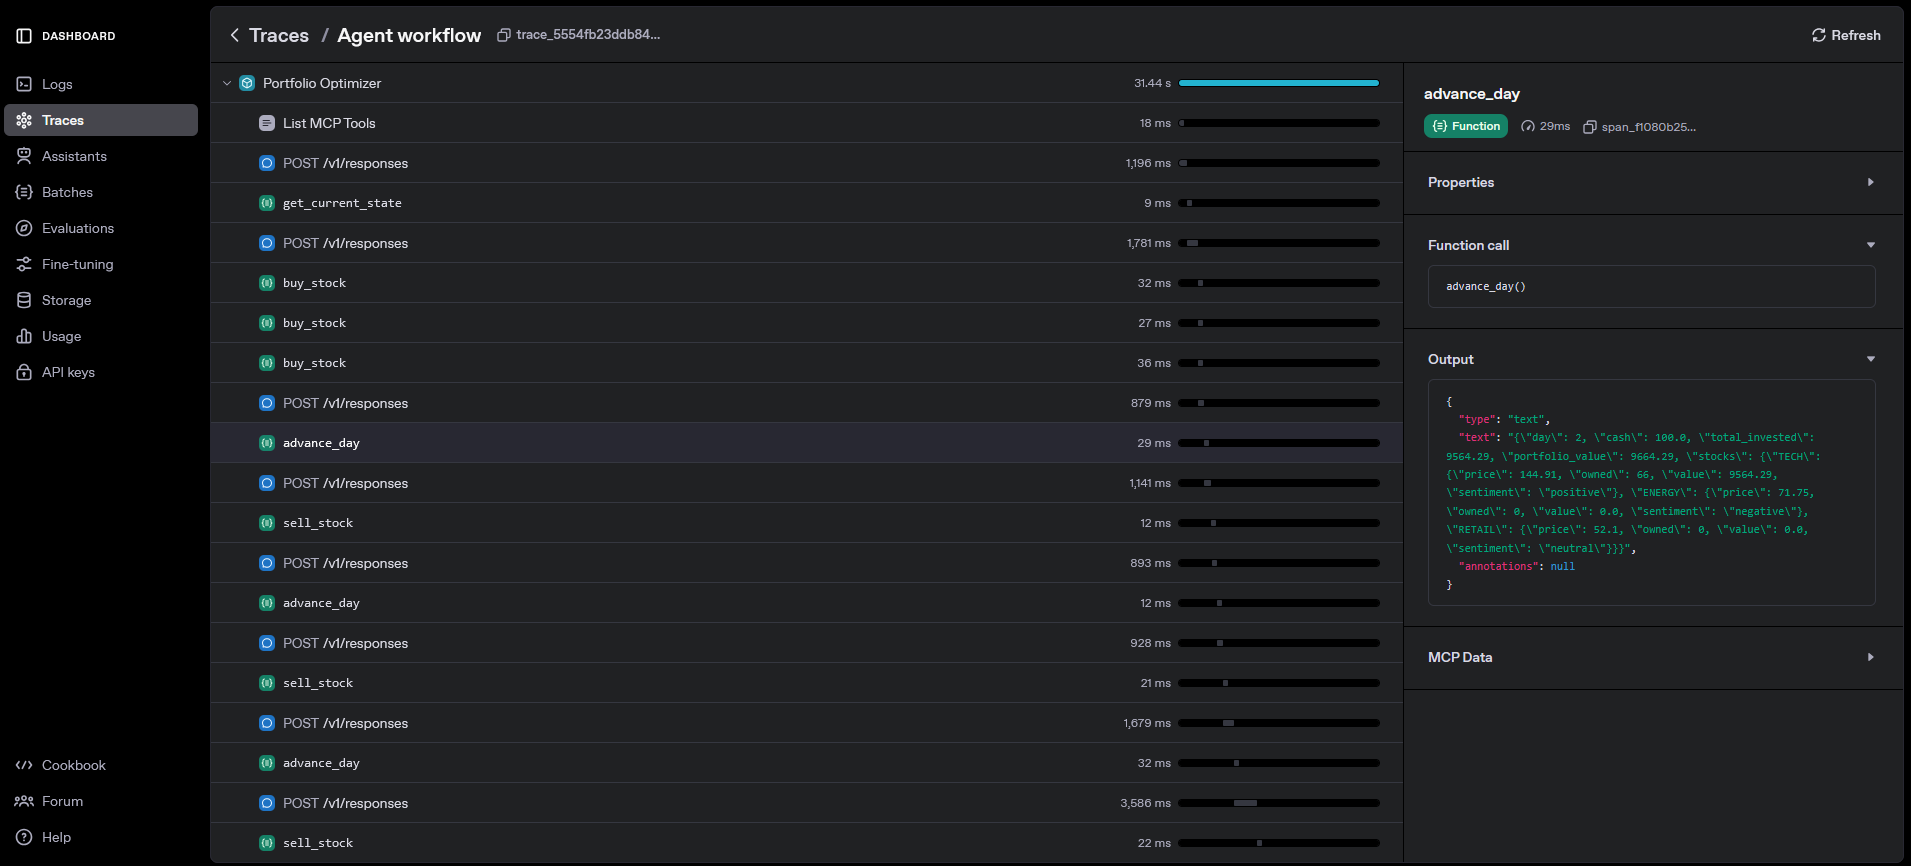 DASHBOARD
Logs
Traces
Assistants
Batches
Evaluations
Fine-tuning
Storage
Usage
API keys
Cookbook
Forum
Help
Traces / Agent workflow trace_5554fb23ddb84...
Refresh
Portfolio Optimizer 31.44 s
List MCP Tools 18 ms
POST /v1/responses 1,196 ms
get_current_state 9 ms
POST /v1/responses 1,781 ms
buy_stock 32 ms
buy_stock 27 ms
buy_stock 36 ms
POST /v1/responses 879 ms
advance_day 29 ms
POST /v1/responses 1,141 ms
sell_stock 12 ms
POST /v1/responses 893 ms
advance_day 12 ms
POST /v1/responses 928 ms
sell_stock 21 ms
POST /v1/responses 1,679 ms
advance_day 32 ms
POST /v1/responses 3,586 ms
sell_stock 22 ms
advance_day
Function 29ms span_f1080b25...
Properties
Function call
advance_day()
Output
{
"type": "text",
"text": "{\"day\": 2, \"cash\": 100.0, \"total_invested\":
9564.29, \"portfolio_value\": 9664.29, \"stocks\": {\"TECH\":
{\"price\": 144.91, \"owned\": 66, \"value\": 9564.29,
\"sentiment\": \"positive\"}, \"ENERGY\": {\"price\": 71.75,
\"owned\": 0, \"value\": 0.0, \"sentiment\": \"negative\"},
\"RETAIL\": {\"price\": 52.1, \"owned\": 0, \"value\": 0.0,
\"sentiment\": \"neutral\"}}}",
"annotations": null
}
MCP Data